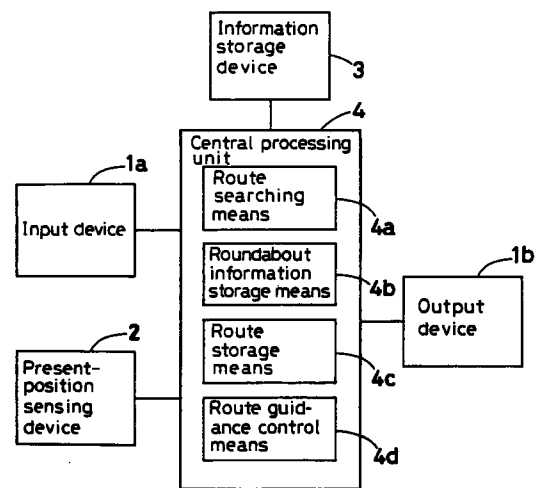 Information
storage
device
3
4
Central processing
unit
1a
Route
searching
means
4a
Input device
Roundabout
information
storage means
4b
1b
Output
device
2
Route
storage
means
4c
Present-
position
sensing
device
Route guid-
ance control
means
4d